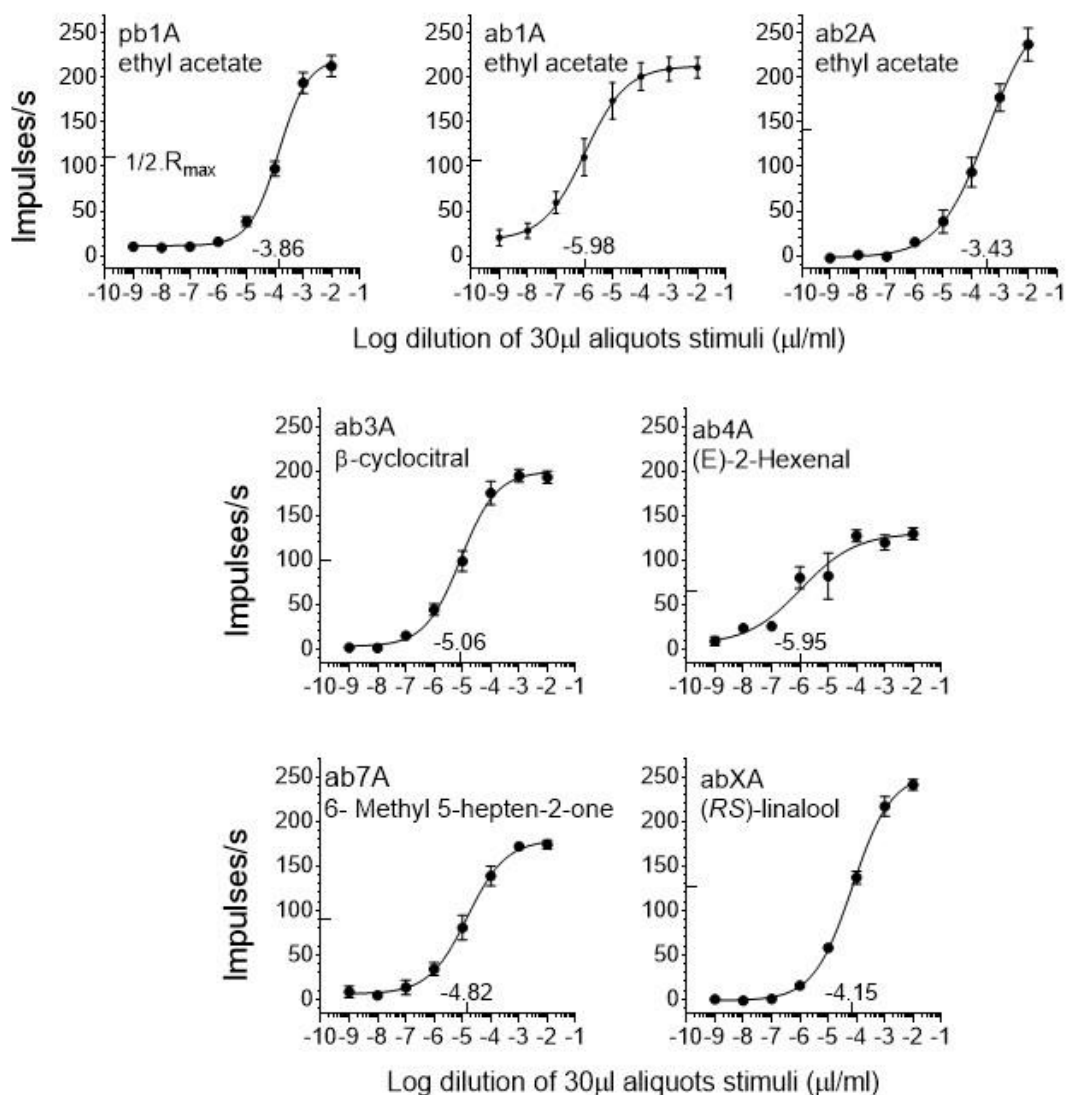 pb1A
ethyl acetate
250
200
150
100
50
0
1/2.Rmax
-3.86
-10 -9 -8 -7 -6 -5 -4 -3 -2 -1
Impulses/s
ab1A
ethyl acetate
250
200
150
100
50
0
-5.98
-10 -9 -8 -7 -6 -5 -4 -3 -2 -1
ab2A
ethyl acetate
250
200
150
100
50
0
-3.43
-10 -9 -8 -7 -6 -5 -4 -3 -2 -1
Log dilution of 30µl aliquots stimuli (µl/ml)
ab3A
β-cyclocitral
250
200
150
100
50
0
-5.06
-10 -9 -8 -7 -6 -5 -4 -3 -2 -1
Impulses/s
ab4A
(E)-2-Hexenal
250
200
150
100
50
0
-5.95
-10 -9 -8 -7 -6 -5 -4 -3 -2 -1
ab7A
6- Methyl 5-hepten-2-one
250
200
150
100
50
0
-4.82
-10 -9 -8 -7 -6 -5 -4 -3 -2 -1
Impulses/s
abXA
(RS)-linalool
250
200
150
100
50
0
-4.15
-10 -9 -8 -7 -6 -5 -4 -3 -2 -1
Log dilution of 30µl aliquots stimuli (µl/ml)